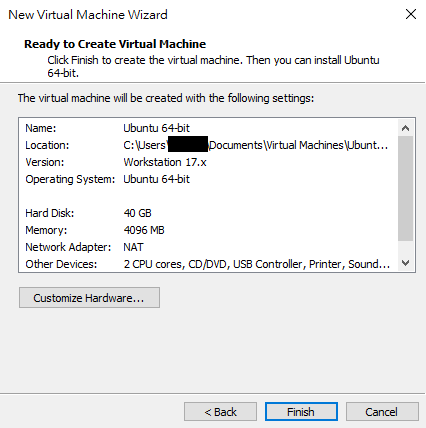 New Virtual Machine Wizard
Ready to Create Virtual Machine
Click Finish to create the virtual machine. Then you can install Ubuntu
64-bit.
The virtual machine will be created with the following settings:
Name: Ubuntu 64-bit
Location: C:\Users\ \Documents\Virtual Machines\Ubunt...
Version: Workstation 17.x
Operating System: Ubuntu 64-bit
Hard Disk: 40 GB
Memory: 4096 MB
Network Adapter: NAT
Other Devices: 2 CPU cores, CD/DVD, USB Controller, Printer, Sound...
Customize Hardware...
< Back Finish Cancel